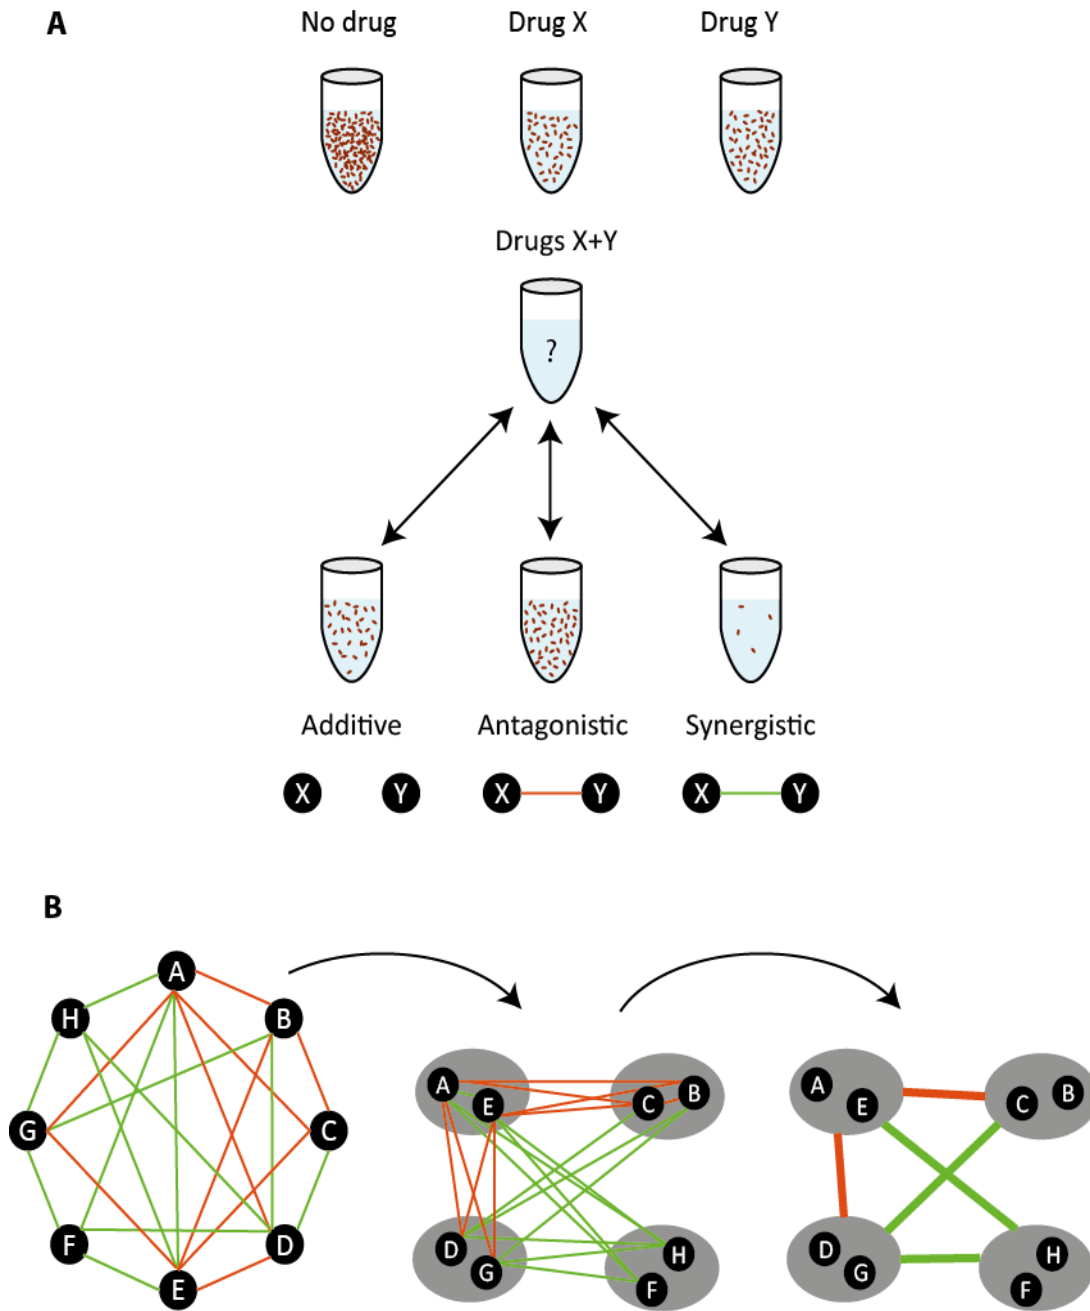 A
No drug Drug X Drug Y
Drugs X+Y
?
Additive Antagonistic Synergistic
X Y X Y X Y
B
A
H B
G C
F D
E
A E C B
D G H F
A E C B
D G H F